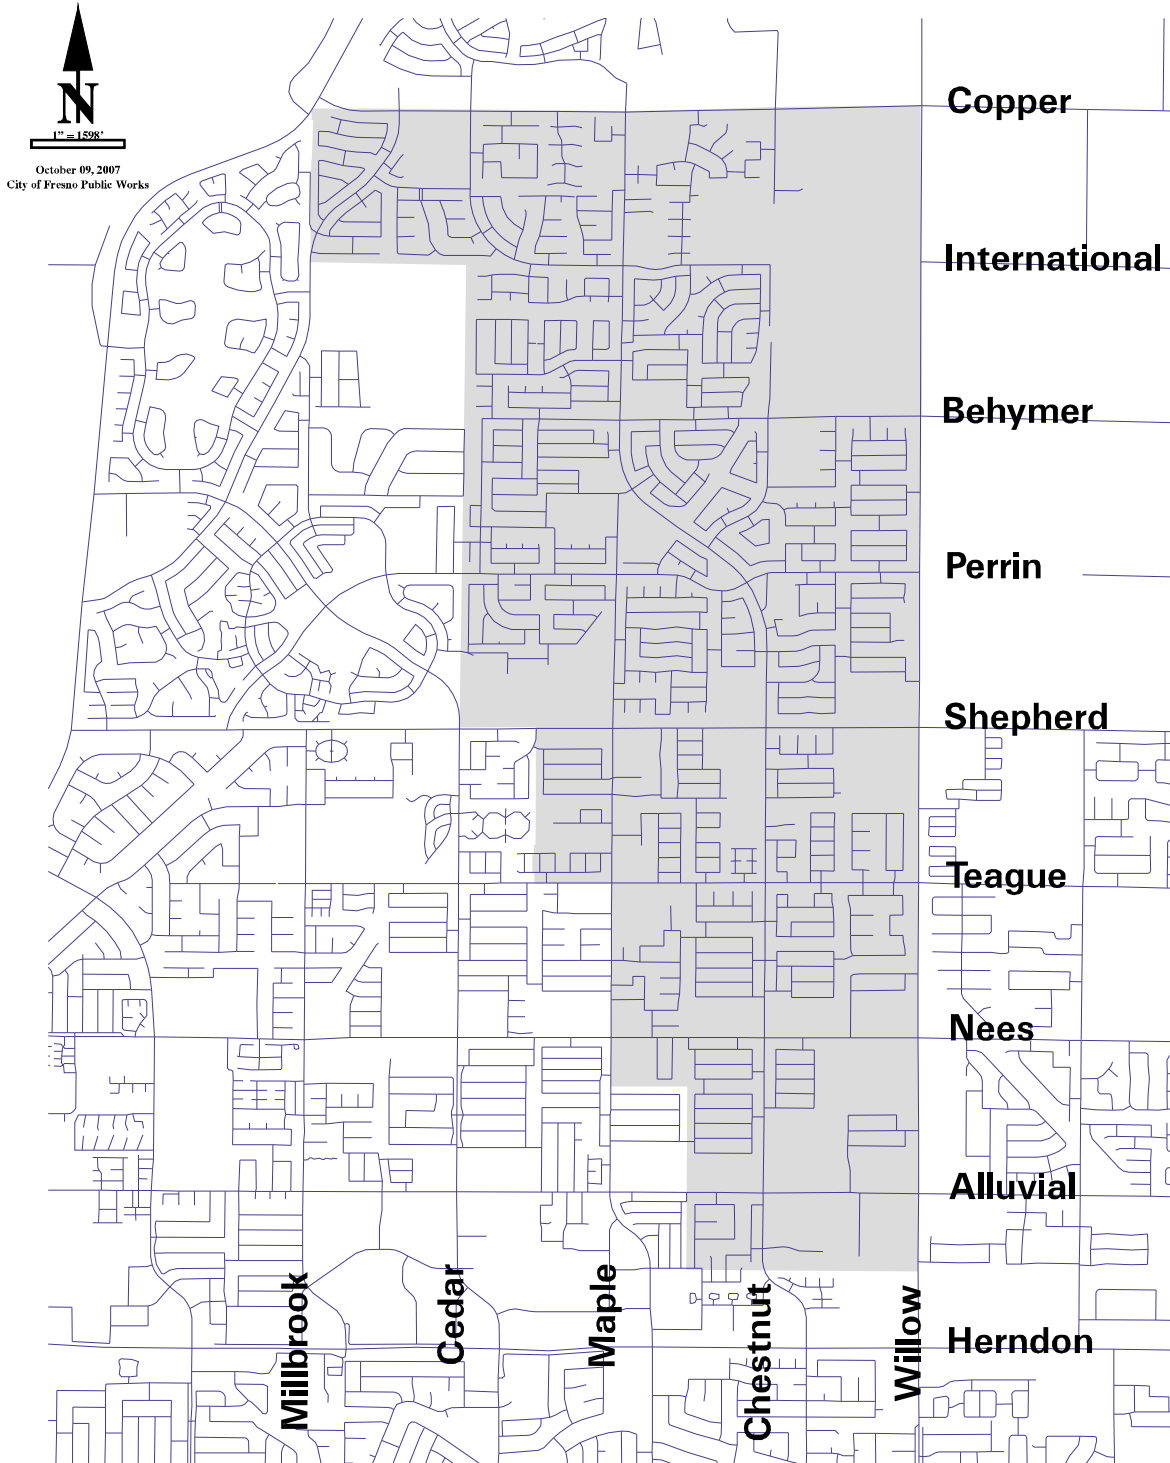 N
1" = 1598'
October 09, 2007
City of Fresno Public Works
Copper
International
Behymer
Perrin
Shepherd
Teague
Nees
Alluvial
Herndon
Millbrook
Cedar
Maple
Chestnut
Willow